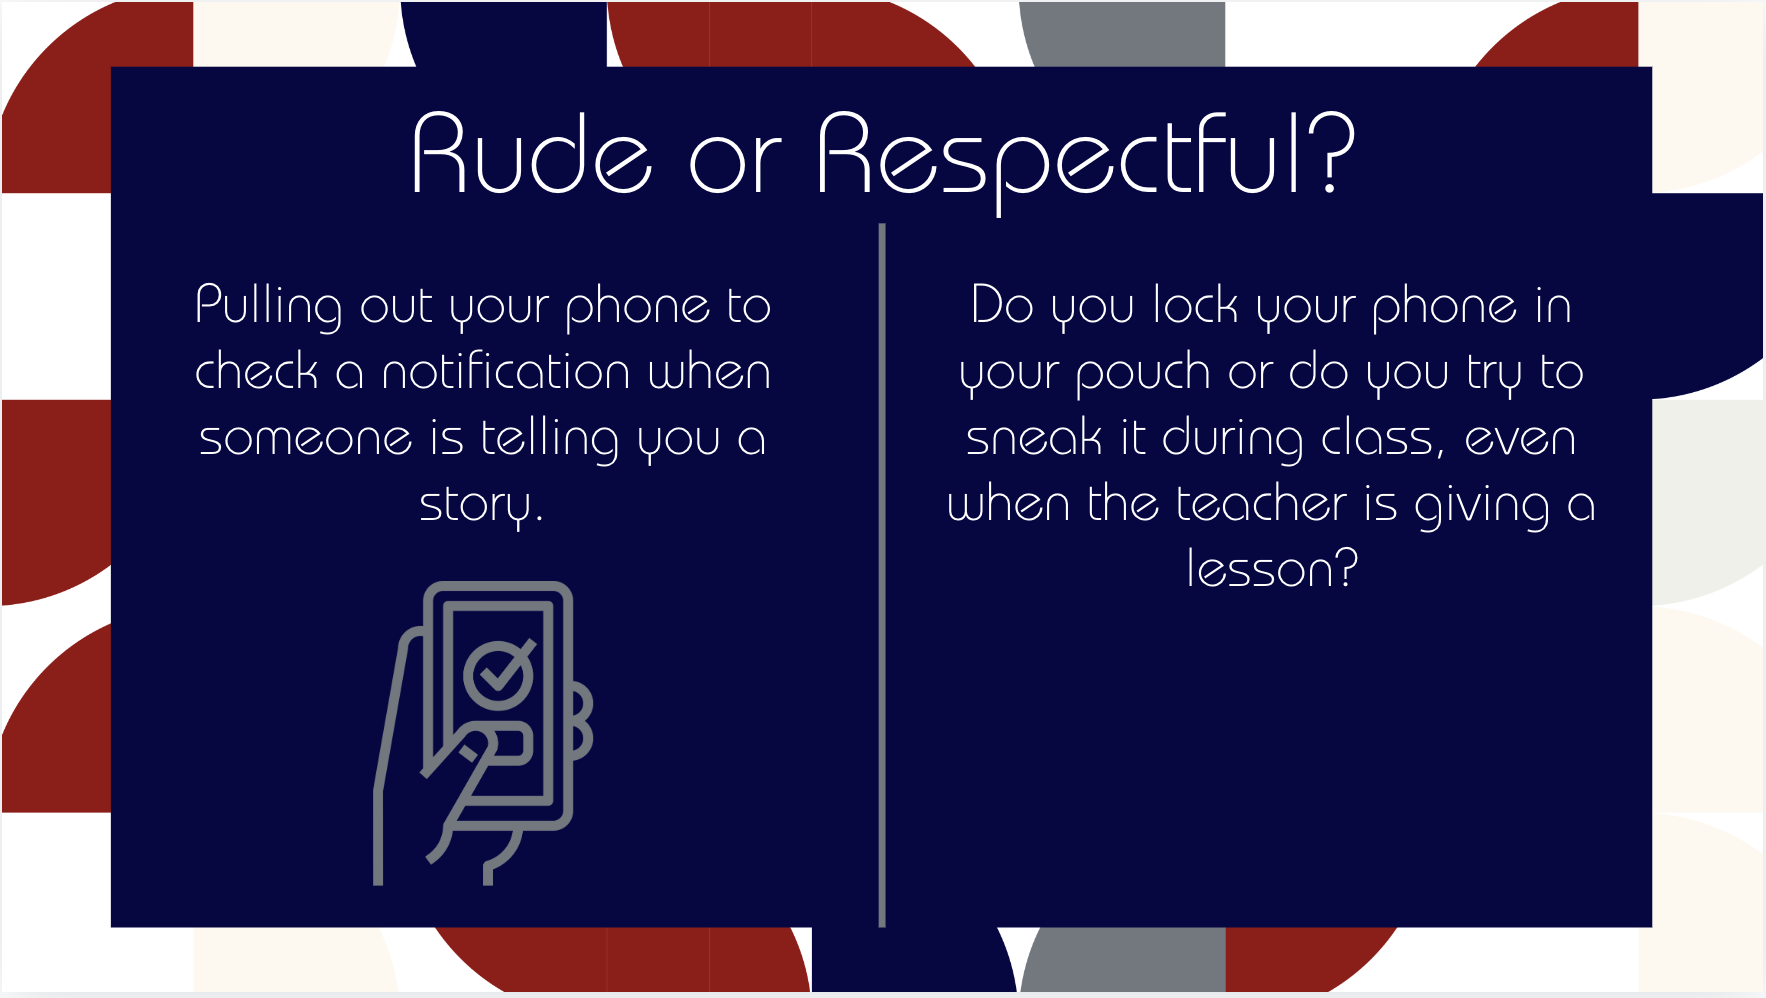 Rude or Respectful?
Pulling out your phone to
check a notification when
someone is telling you a
story.
Do you lock your phone in
your pouch or do you try to
sneak it during class, even
when the teacher is giving a
lesson?